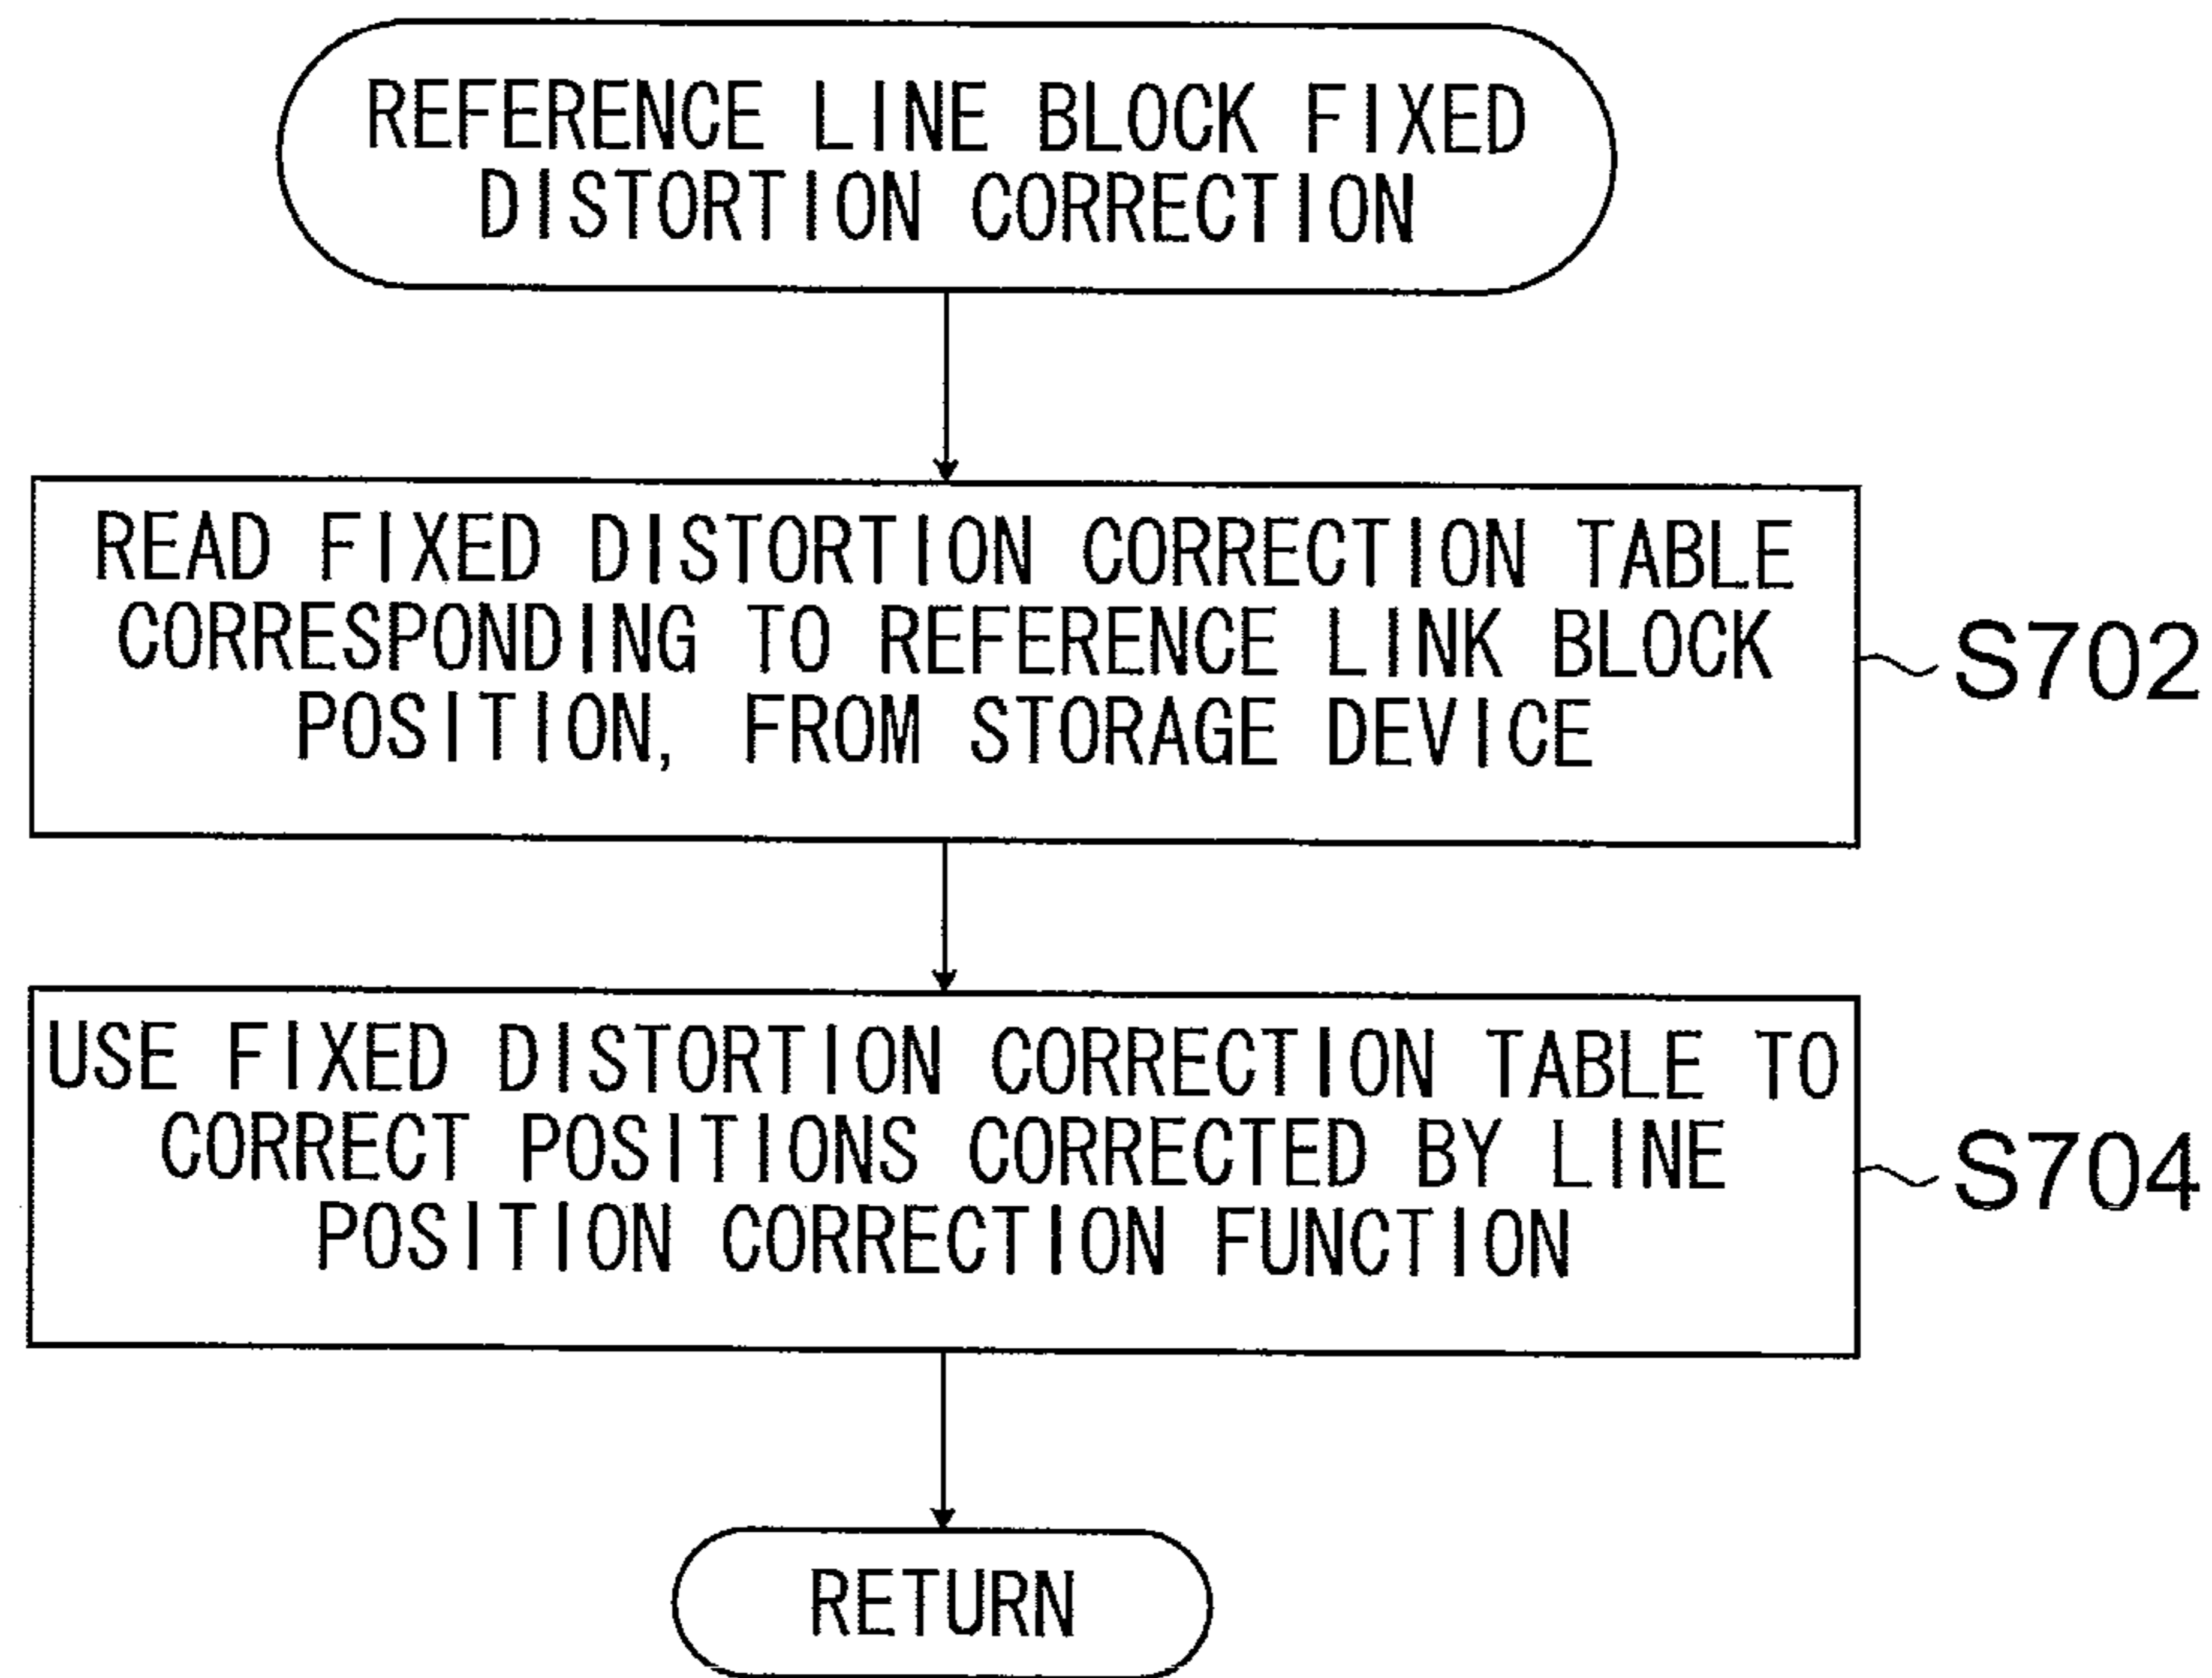 REFERENCE LINE BLOCK FIXED
DISTORTION CORRECTION
READ FIXED DISTORTION CORRECTION TABLE
CORRESPONDING TO REFERENCE LINK BLOCK
POSITION, FROM STORAGE DEVICE
S702
USE FIXED DISTORTION CORRECTION TABLE TO
CORRECT POSITIONS CORRECTED BY LINE
POSITION CORRECTION FUNCTION
S704
RETURN